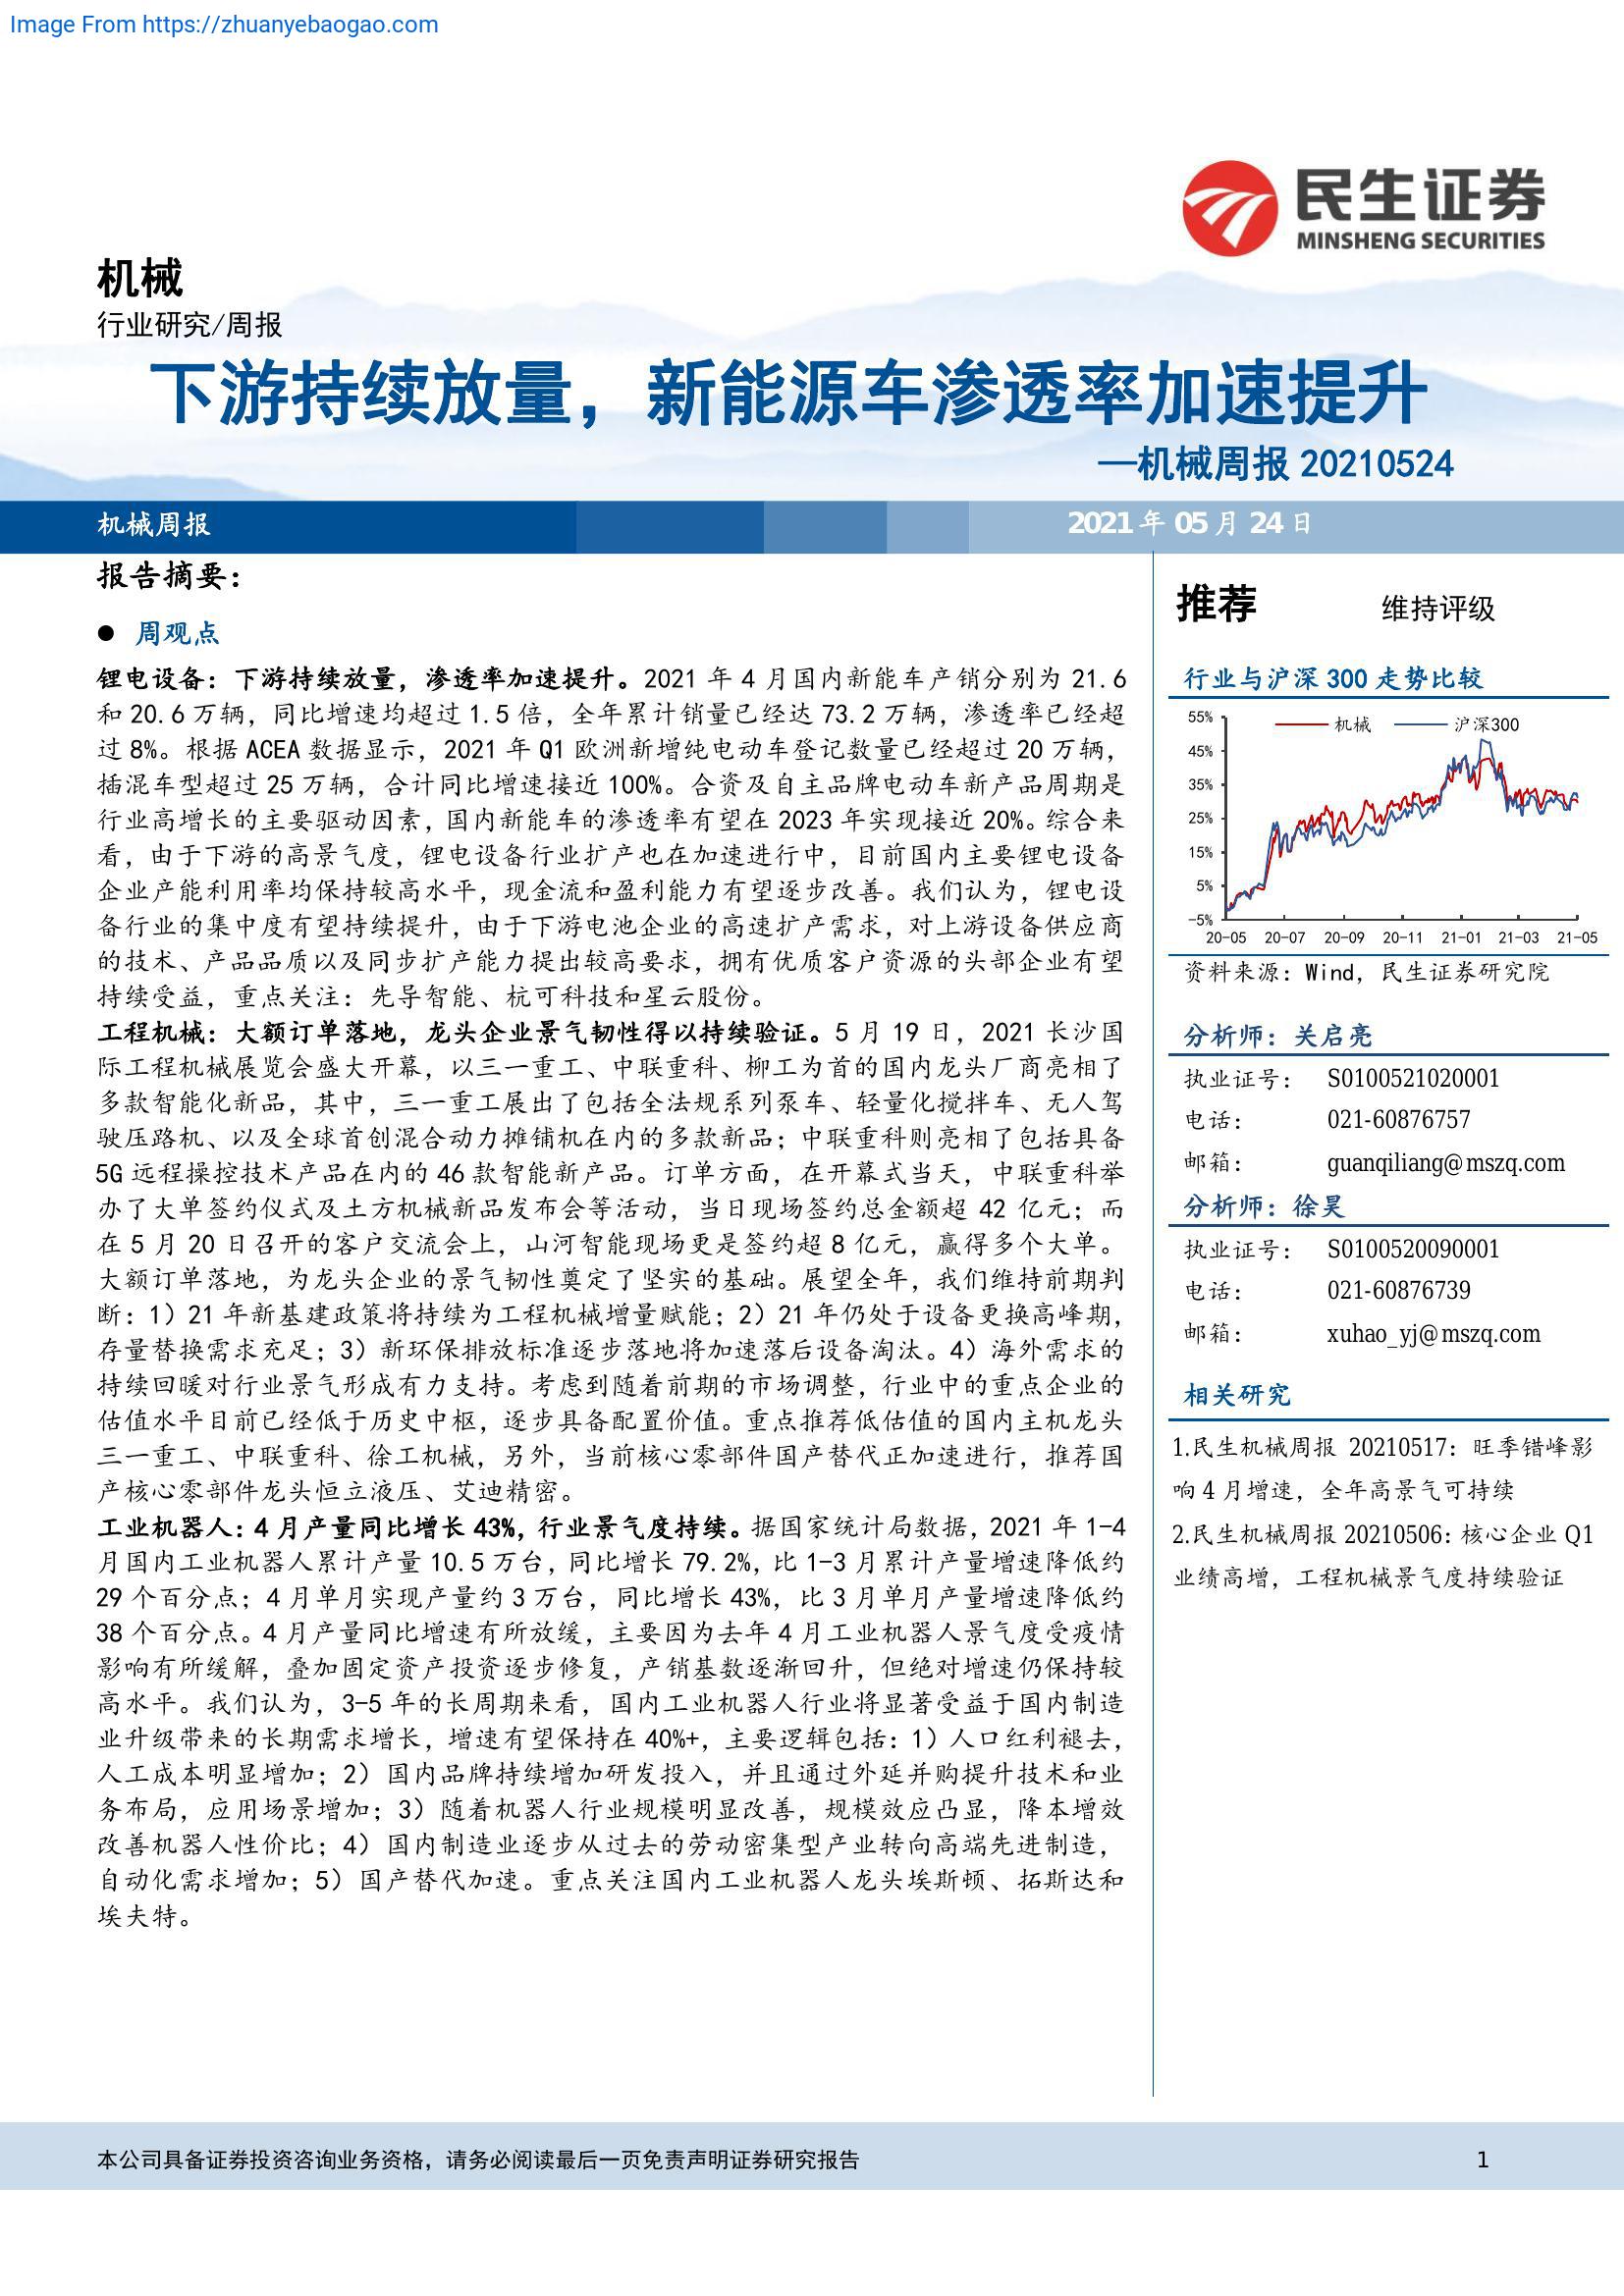 Image From https://zhuanyebaogao.com
民生证券
MINSHENG SECURITIES
机械
行业研究/周报
下游持续放量，新能源车渗透率加速提升
—机械周报 20210524
机械周报
2021 年 05 月 24 日
报告摘要：
● 周观点
锂电设备：下游持续放量，渗透率加速提升。2021 年 4 月国内新能车产销分别为 21.6
和 20.6 万辆，同比增速均超过 1.5 倍，全年累计销量已经达 73.2 万辆，渗透率已经超
过 8%。根据 ACEA 数据显示，2021 年 Q1 欧洲新增纯电动车登记数量已经超过 20 万辆，
插混车型超过 25 万辆，合计同比增速接近 100%。合资及自主品牌电动车新产品周期是
行业高增长的主要驱动因素，国内新能车的渗透率有望在 2023 年实现接近 20%。综合来
看，由于下游的高景气度，锂电设备行业扩产也在加速进行中，目前国内主要锂电设备
企业产能利用率均保持较高水平，现金流和盈利能力有望逐步改善。我们认为，锂电设
备行业的集中度有望持续提升，由于下游电池企业的高速扩产需求，对上游设备供应商
的技术、产品品质以及同步扩产能力提出较高要求，拥有优质客户资源的头部企业有望
持续受益，重点关注：先导智能、杭可科技和星云股份。
工程机械：大额订单落地，龙头企业景气韧性得以持续验证。5 月 19 日，2021 长沙国
际工程机械展览会盛大开幕，以三一重工、中联重科、柳工为首的国内龙头厂商亮相了
多款智能化新品，其中，三一重工展出了包括全法规系列泵车、轻量化搅拌车、无人驾
驶压路机、以及全球首创混合动力摊铺机在内的多款新品；中联重科则亮相了包括具备
5G 远程操控技术产品在内的 46 款智能新产品。订单方面，在开幕式当天，中联重科举
办了大单签约仪式及土方机械新品发布会等活动，当日现场签约总金额超 42 亿元；而
在 5 月 20 日召开的客户交流会上，山河智能现场更是签约超 8 亿元，赢得多个大单。
大额订单落地，为龙头企业的景气韧性奠定了坚实的基础。展望全年，我们维持前期判
断：1）21 年新基建政策将持续为工程机械增量赋能；2）21 年仍处于设备更换高峰期，
存量替换需求充足；3）新环保排放标准逐步落地将加速落后设备淘汰。4）海外需求的
持续回暖对行业景气形成有力支持。考虑到随着前期的市场调整，行业中的重点企业的
估值水平目前已经低于历史中枢，逐步具备配置价值。重点推荐低估值的国内主机龙头
三一重工、中联重科、徐工机械，另外，当前核心零部件国产替代正加速进行，推荐国
产核心零部件龙头恒立液压、艾迪精密。
工业机器人：4 月产量同比增长 43%，行业景气度持续。据国家统计局数据，2021 年 1-4
月国内工业机器人累计产量 10.5 万台，同比增长 79.2%，比 1-3 月累计产量增速降低约
29 个百分点；4 月单月实现产量约 3 万台，同比增长 43%，比 3 月单月产量增速降低约
38 个百分点。4 月产量同比增速有所放缓，主要因为去年 4 月工业机器人景气度受疫情
影响有所缓解，叠加固定资产投资逐步修复，产销基数逐渐回升，但绝对增速仍保持较
高水平。我们认为，3-5 年的长周期来看，国内工业机器人行业将显著受益于国内制造
业升级带来的长期需求增长，增速有望保持在 40%+，主要逻辑包括：1）人口红利褪去，
人工成本明显增加；2）国内品牌持续增加研发投入，并且通过外延并购提升技术和业
务布局，应用场景增加；3）随着机器人行业规模明显改善，规模效应凸显，降本增效
改善机器人性价比；4）国内制造业逐步从过去的劳动密集型产业转向高端先进制造，
自动化需求增加；5）国产替代加速。重点关注国内工业机器人龙头埃斯顿、拓斯达和
埃夫特。
推荐 维持评级
行业与沪深 300 走势比较
机械 沪深300
55%
45%
35%
25%
15%
5%
-5%
20-05 20-07 20-09 20-11 21-01 21-03 21-05
资料来源：Wind，民生证券研究院
分析师：关启亮
执业证号： S0100521020001
电话： 021-60876757
邮箱： guanqiliang@mszq.com
分析师：徐昊
执业证号： S0100520090001
电话： 021-60876739
邮箱： xuhao_yj@mszq.com
相关研究
1.民生机械周报 20210517：旺季错峰影
响 4 月增速，全年高景气可持续
2.民生机械周报 20210506：核心企业 Q1
业绩高增，工程机械景气度持续验证
本公司具备证券投资咨询业务资格，请务必阅读最后一页免责声明证券研究报告 1